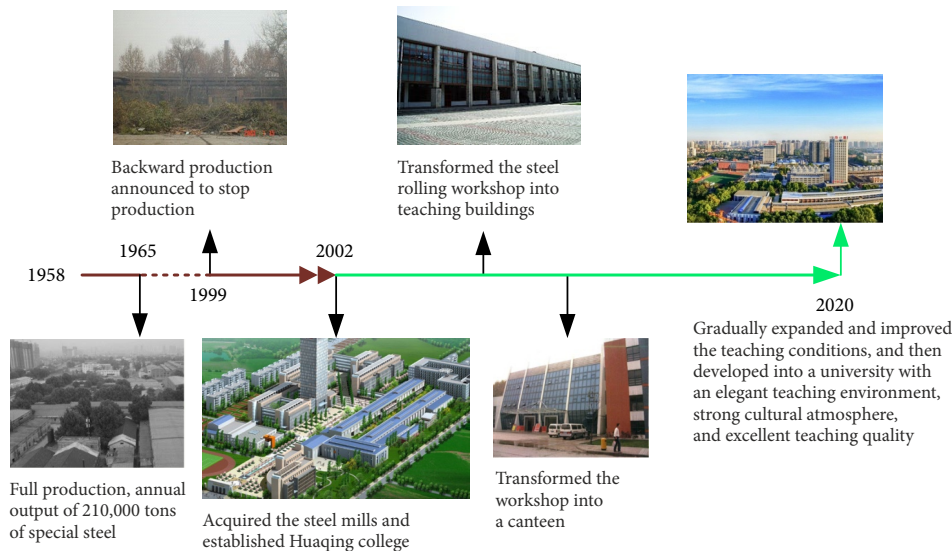 Backward production
announced to stop
production
Transformed the steel
rolling workshop into
teaching buildings
1958
1965
1999
2002
2020
Full production, annual
output of 210,000 tons
of special steel
Acquired the steel mills and
established Huaqing college
Transformed the
workshop into
a canteen
Gradually expanded and improved
the teaching conditions, and then
developed into a university with
an elegant teaching environment,
strong cultural atmosphere,
and excellent teaching quality